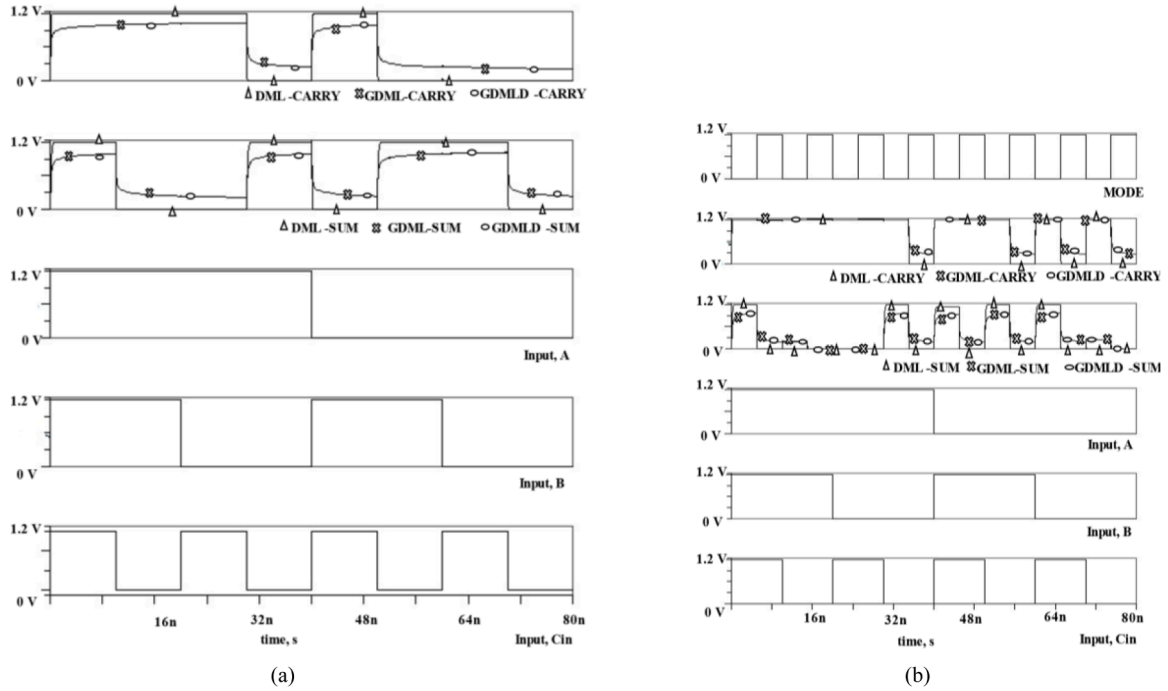 1.2 V
0 V
DML -CARRY GDML-CARRY GDMLD -CARRY
1.2 V
0 V
DML -SUM GDML-SUM GDMLD -SUM
1.2 V
0 V
Input, A
1.2 V
0 V
Input, B
1.2 V
0 V
16n 32n 48n 64n 80n
time, s Input, Cin
(a)
1.2 V
0 V
MODE
1.2 V
0 V
DML -CARRY GDML-CARRY GDMLD -CARRY
1.2 V
0 V
DML -SUM GDML-SUM GDMLD -SUM
1.2 V
0 V
Input, A
1.2 V
0 V
Input, B
1.2 V
0 V
16n 32n 48n 64n 80n
time, s Input, Cin
(b)